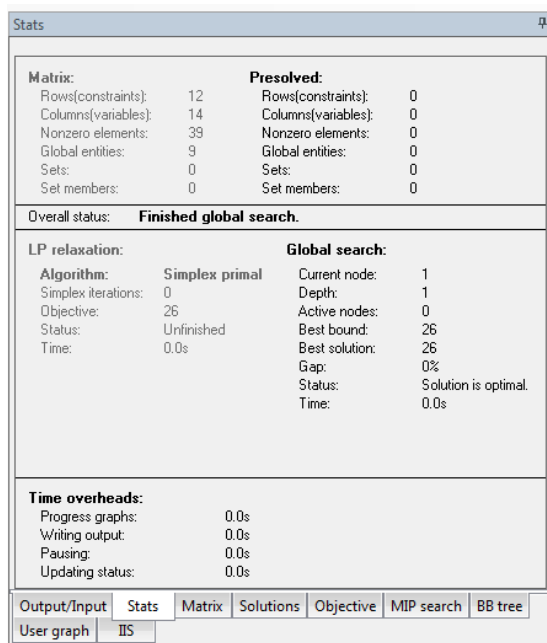 Stats
Matrix: Presolved:
Rows(constraints): 12 Rows(constraints): 0
Columns(variables): 14 Columns(variables): 0
Nonzero elements: 39 Nonzero elements: 0
Global entities: 9 Global entities: 0
Sets: 0 Sets: 0
Set members: 0 Set members: 0
Overall status: Finished global search.
LP relaxation: Global search:
Algorithm: Simplex primal Current node: 1
Simplex iterations: 0 Depth: 1
Objective: 26 Active nodes: 0
Status: Unfinished Best bound: 26
Time: 0.0s Best solution: 26
Gap: 0%
Status: Solution is optimal.
Time: 0.0s
Time overheads:
Progress graphs: 0.0s
Writing output: 0.0s
Pausing: 0.0s
Updating status: 0.0s
Output/Input Stats Matrix Solutions Objective MIP search BB tree
User graph IIS